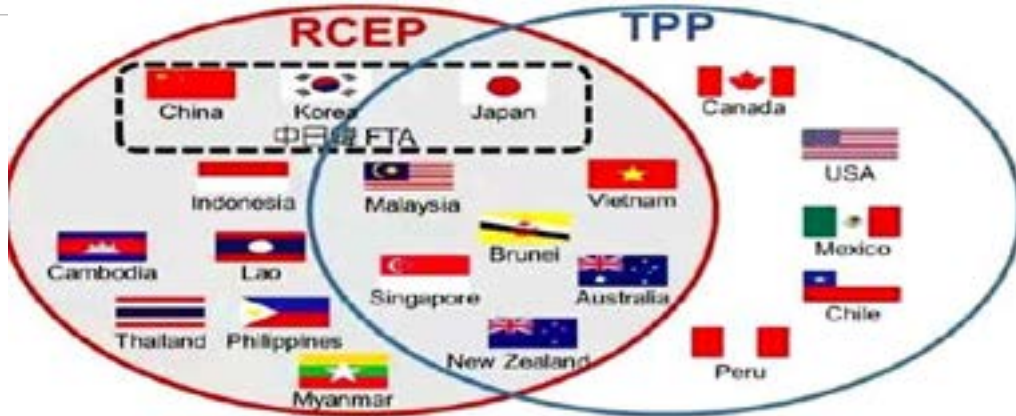 RCEP TPP
China Korea Japan Canada
中日韓 FTA
USA
Indonesia Malaysia Vietnam
Brunei Mexico
Cambodia Lao
Singapore Australia
Chile
Thailand Philippines
New Zealand
Peru
Myanmar